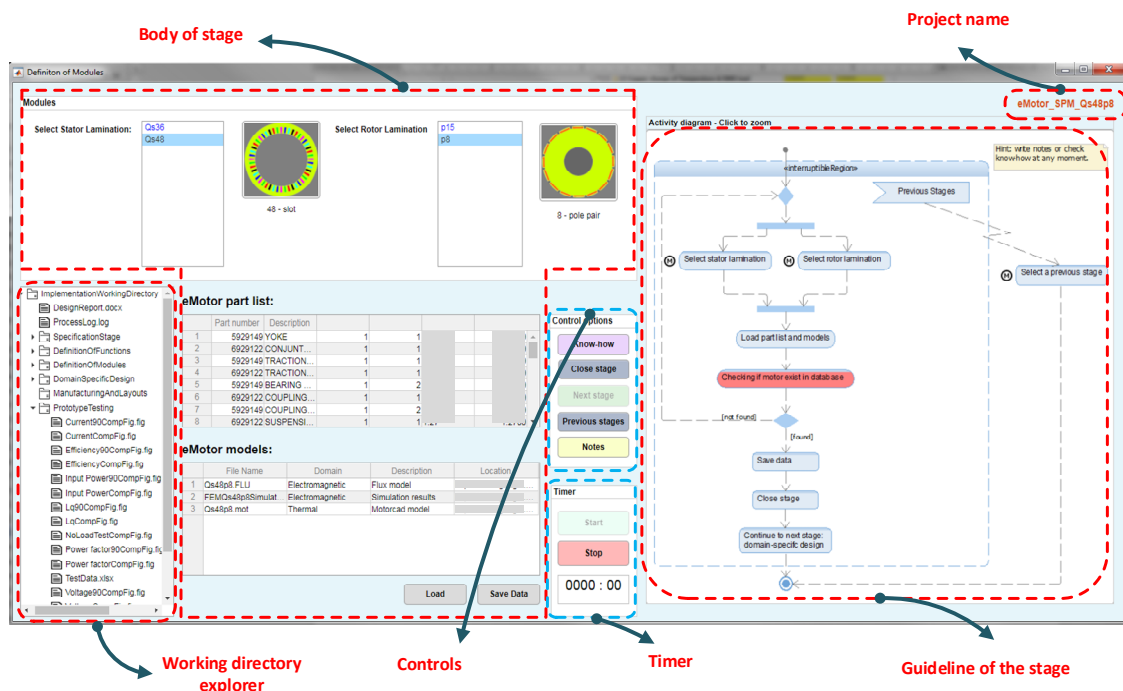 Body of stage
Project name
Definiton of Modules
eMotor_SPM_Qs48p8
Modules
Select Stator Lamination:
Qs36
Qs48
48 - slot
Select Rotor Lamination
p15
p8
8 - pole pair
Activity diagram - Click to zoom
Hint: write notes or check
knowhow at any moment.
«interruptibleRegion»
Previous Stages
M
Select stator lamination
M
Select rotor lamination
M
Select a previous stage
Load part list and models
Checking if motor exist in database
[not found]
[found]
Save data
Close stage
Continue to next stage:
domain-specifc design
ImplementationWorkingDirectory
DesignReport.docx
ProcessLog.log
SpecificationStage
DefinitionOfFunctions
DefinitionOfModules
DomainSpecificDesign
ManufacturingAndLayouts
PrototypeTesting
Current90CompFig.fig
CurrentCompFig.fig
Efficiency90CompFig.fig
EfficiencyCompFig.fig
Input Power90CompFig.fig
Input PowerCompFig.fig
Lq90CompFig.fig
LqCompFig.fig
NoLoadTestCompFig.fig
Power factor90CompFig.fig
Power factorCompFig.fig
TestData.xlsx
Voltage90CompFig.fig
eMotor part list:
Part number Description
1 5929149 YOKE 1 1
2 6929122 CONJUNT... 1 1
3 5929149 TRACTION... 1 1
4 6929122 TRACTION... 1 1
5 5929149 BEARING ... 1 2
6 6929122 COUPLING... 1 1
7 5929149 COUPLING... 1 2
8 6929122 SUSPENSI... 1 1
eMotor models:
File Name Domain Description Location
1 Qs48p8.FLU Electromagnetic Flux model
2 FEMQs48p8Simulat Electromagnetic Simulation results
3 Qs48p8.mot Thermal Motorcad model
Load
Save Data
Control options
Know-how
Close stage
Next stage
Previous stages
Notes
Timer
Start
Stop
0000 : 00
Working directory
explorer
Controls
Timer
Guideline of the stage